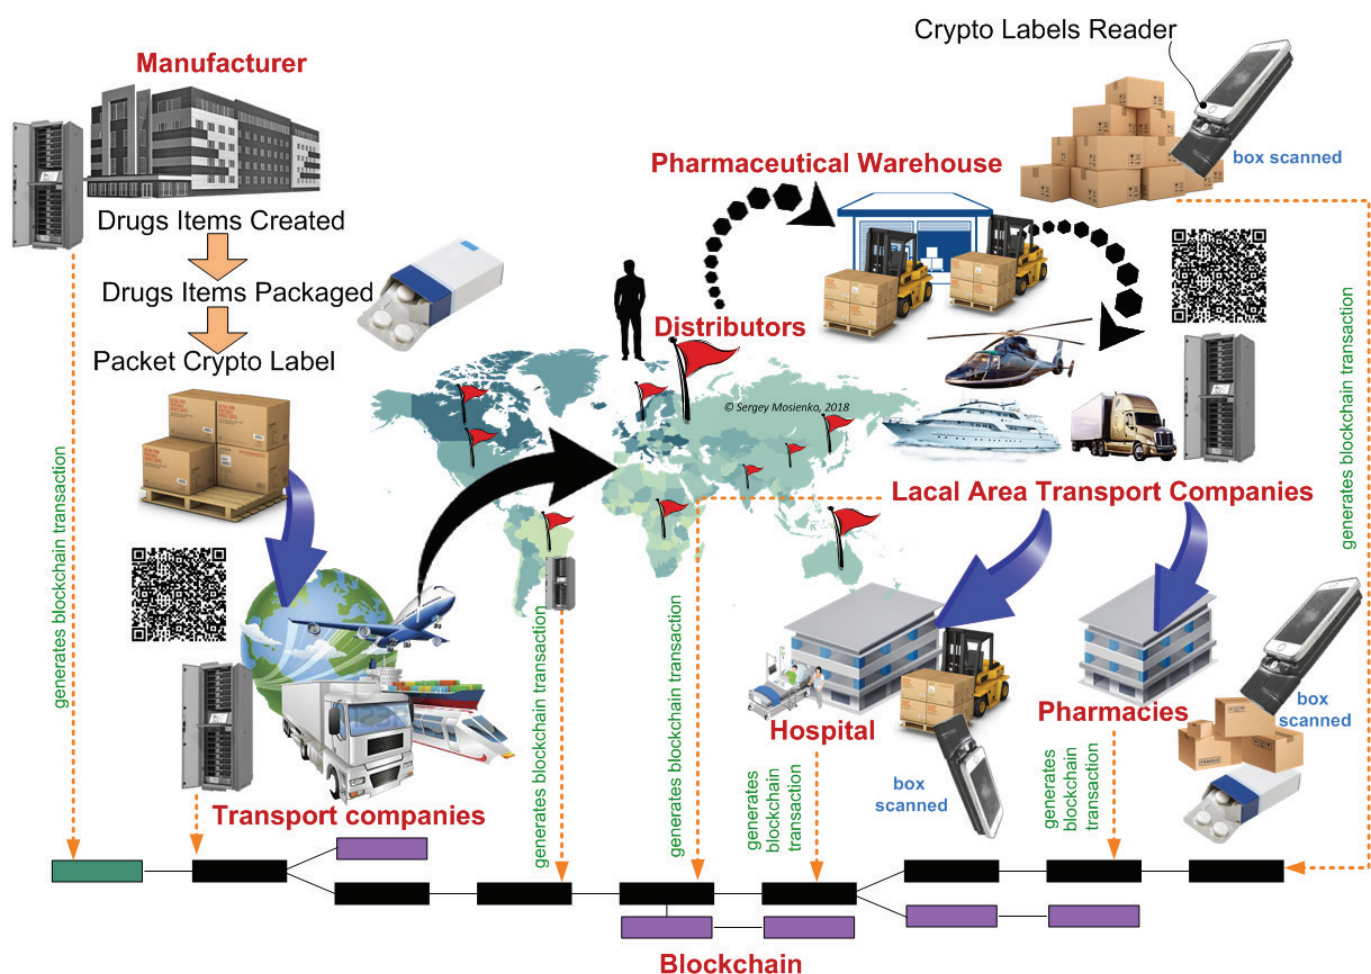 Crypto Labels Reader
Manufacturer
Pharmaceutical Warehouse
box scanned
Drugs Items Created
Drugs Items Packaged
Distributors
Packet Crypto Label
© Sergey Mosienko, 2018
generates blockchain transaction
Lacal Area Transport Companies
generates blockchain transaction
generates blockchain transaction
generates blockchain transaction
Hospital
Pharmacies
box
scanned
generates
blockchain
transaction
generates
blockchain
transaction
box
scanned
Transport companies
Blockchain